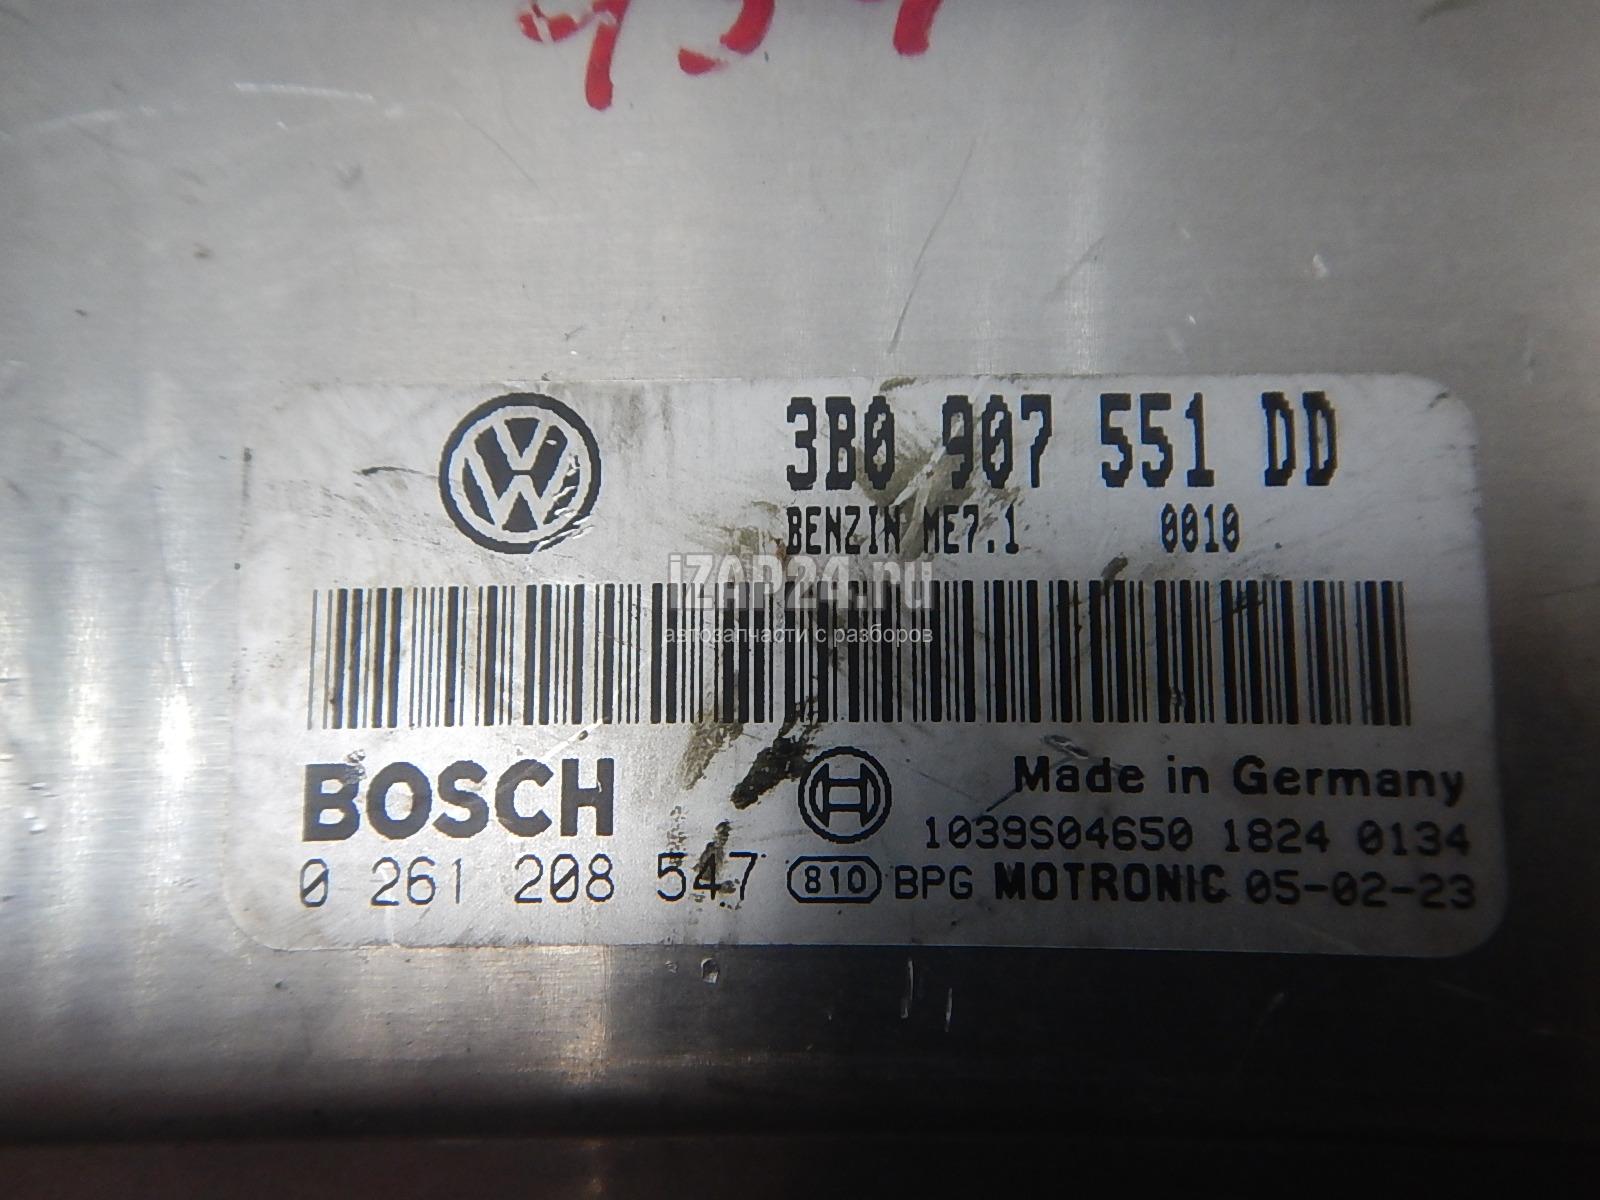 3B0 907 551 DD
BENZIN ME7.1 0010
iZAP24.ru
автозапчасти с разборов
BOSCH
Made in Germany
1039S04650 1824 0134
0 261 208 547 810 BPG MOTRONIC 05-02-23